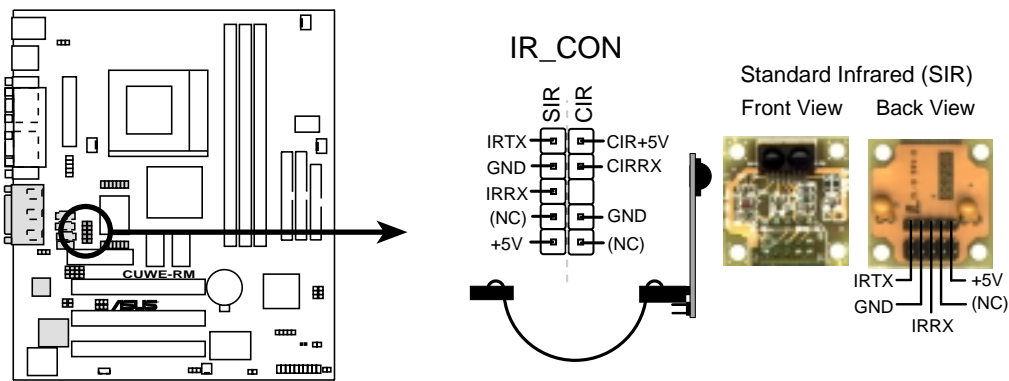 CUWE-RM
ASUS
IR_CON
SIR
CIR
IRTX
CIR+5V
GND
CIRRX
IRRX
(NC)
GND
+5V
(NC)
Standard Infrared (SIR)
Front View
Back View
IRTX
+5V
GND
(NC)
IRRX